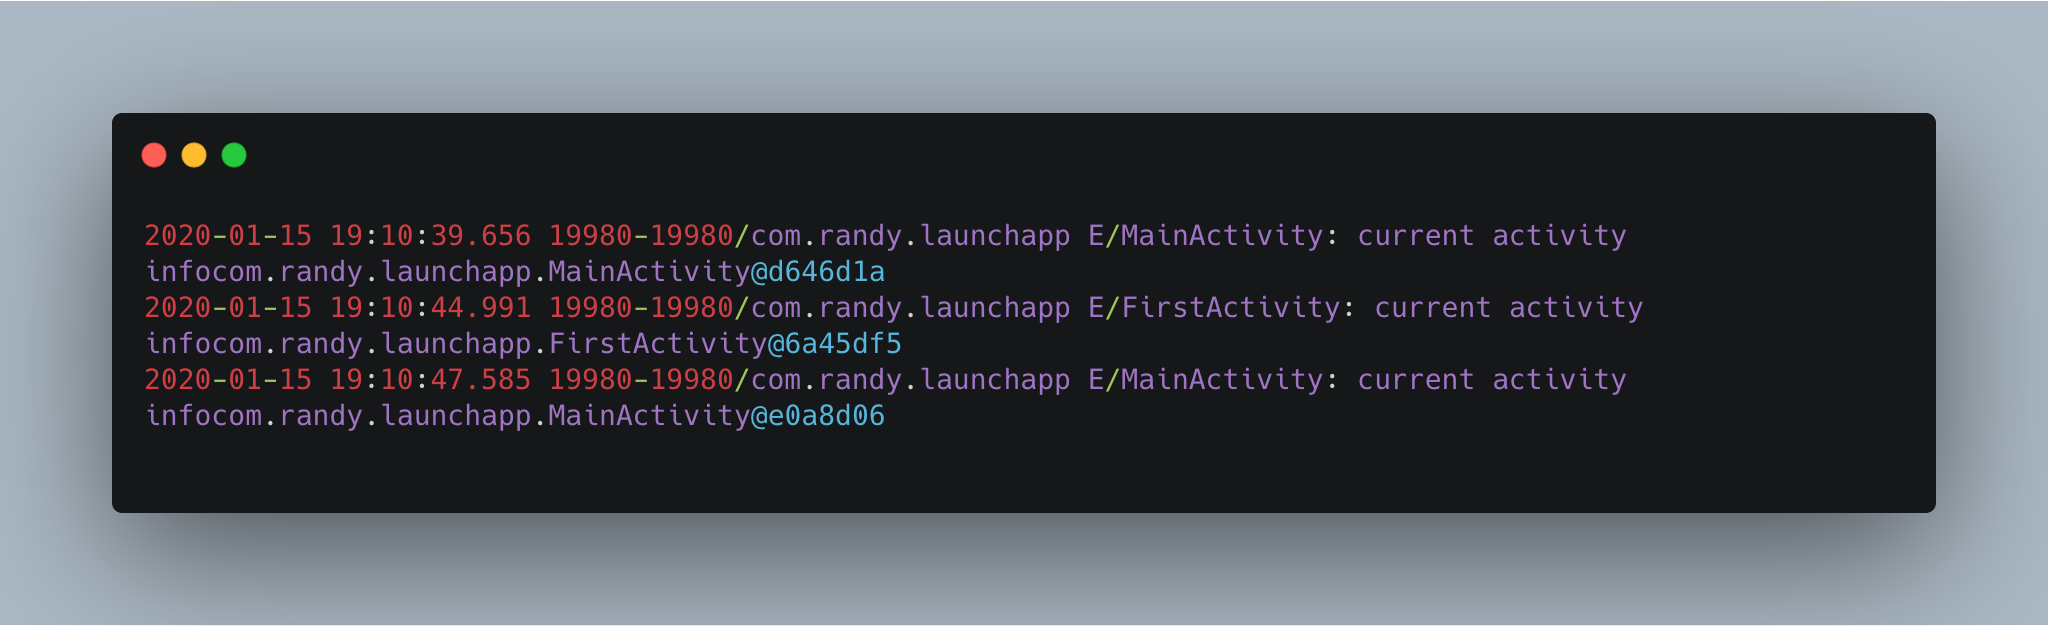 2020-01-15 19:10:39.656 19980-19980/com.randy.launchapp E/MainActivity: current activity
infocom.randy.launchapp.MainActivity@d646d1a
2020-01-15 19:10:44.991 19980-19980/com.randy.launchapp E/FirstActivity: current activity
infocom.randy.launchapp.FirstActivity@6a45df5
2020-01-15 19:10:47.585 19980-19980/com.randy.launchapp E/MainActivity: current activity
infocom.randy.launchapp.MainActivity@e0a8d06